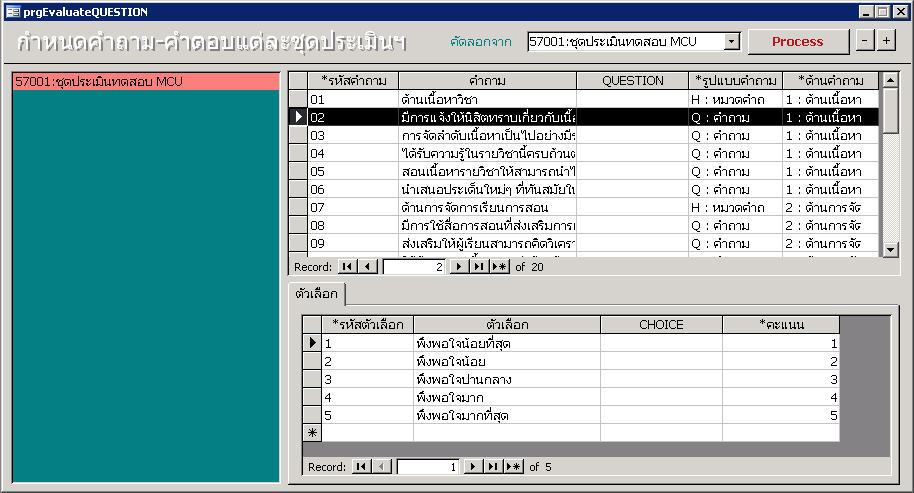 prgEvaluateQUESTION
กำหนดคำถาม-คำตอบแต่ละชุดประเมินฯ
คัดลอกจาก 57001:ชุดประเมินทดสอบ MCU Process - +
57001:ชุดประเมินทดสอบ MCU
*รหัสคำถาม คำถาม QUESTION *รูปแบบคำถาม *ด้านคำถาม
01 ด้านเนื้อหาวิชา H : หมวดคำถ 1 : ด้านเนื้อหา
02 มีการแจ้งให้นิสิตทราบเกี่ยวกับเนื้อ Q : คำถาม 1 : ด้านเนื้อหา
03 การจัดลำดับเนื้อหาเป็นไปอย่างมี Q : คำถาม 1 : ด้านเนื้อหา
04 ได้รับความรู้ในรายวิชานี้ครบถ้วน Q : คำถาม 1 : ด้านเนื้อหา
05 สอนเนื้อหารายวิชาให้สามารถนำไ Q : คำถาม 1 : ด้านเนื้อหา
06 นำเสนอประเด็นใหม่ๆ ที่ทันสมัยใ Q : คำถาม 1 : ด้านเนื้อหา
07 ด้านการจัดการเรียนการสอน H : หมวดคำถ 2 : ด้านการจัด
08 มีการใช้สื่อการสอนที่ส่งเสริมการ Q : คำถาม 2 : ด้านการจัด
09 ส่งเสริมให้ผู้เรียนสามารถคิดวิเครา Q : คำถาม 2 : ด้านการจัด
Record: 2 of 20
ตัวเลือก
*รหัสตัวเลือก ตัวเลือก CHOICE *คะแนน
1 พึงพอใจน้อยที่สุด 1
2 พึงพอใจน้อย 2
3 พึงพอใจปานกลาง 3
4 พึงพอใจมาก 4
5 พึงพอใจมากที่สุด 5
Record: 1 of 5